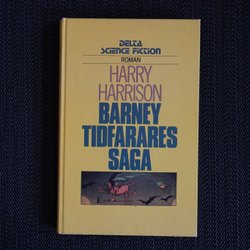 DELTA
SCIENCE FICTION
ROMAN
HARRY
HARRISON
BARNEY
TIDFARARES
SAGA